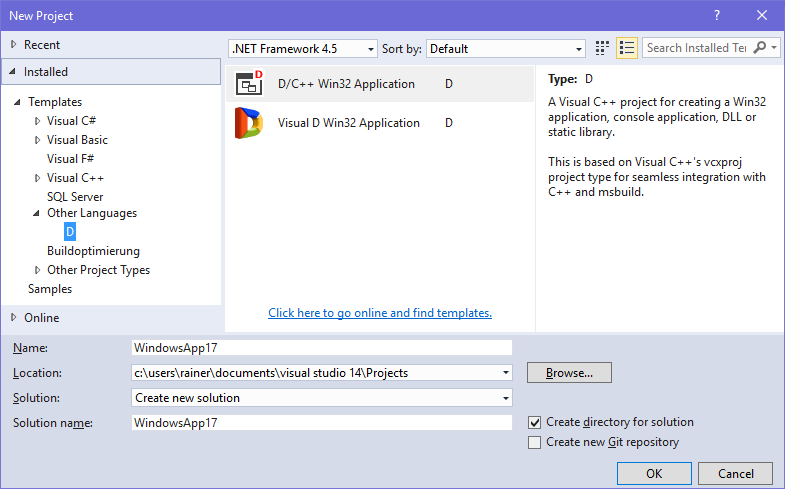 New Project
Recent
.NET Framework 4.5
Sort by:
Default
Search Installed Te
Installed
Templates
Visual C#
Visual Basic
Visual F#
Visual C++
SQL Server
Other Languages
D
Buildoptimierung
Other Project Types
Samples
Online
D/C++ Win32 Application D
Visual D Win32 Application D
Click here to go online and find templates.
Type: D
A Visual C++ project for creating a Win32
application, console application, DLL or
static library.
This is based on Visual C++'s vcxproj
project type for seamless integration with
C++ and msbuild.
Name: WindowsApp17
Location: c:\users\rainer\documents\visual studio 14\Projects
Browse...
Solution: Create new solution
Solution name: WindowsApp17
Create directory for solution
Create new Git repository
OK
Cancel